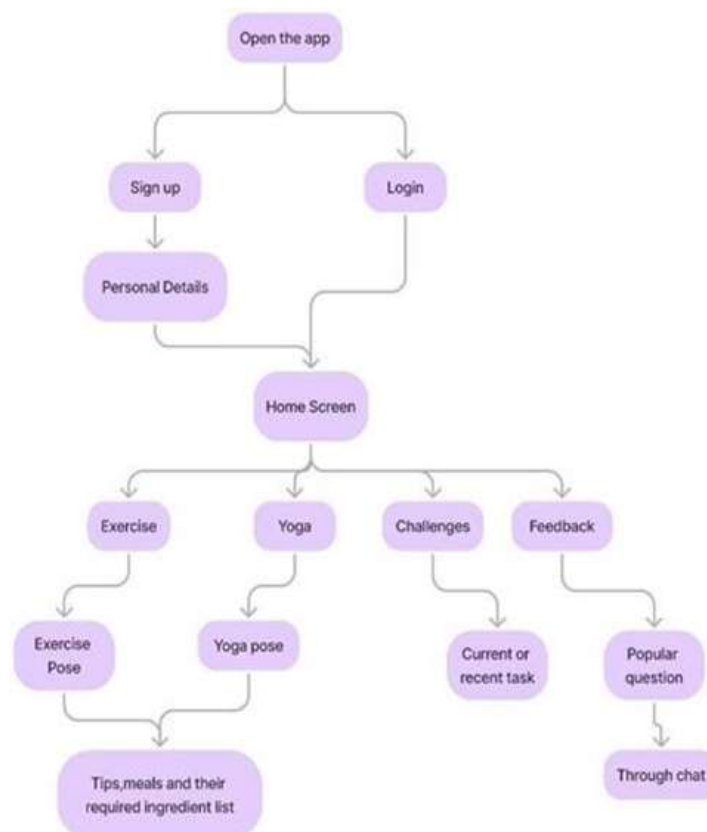 Open the app
Sign up
Login
Personal Details
Home Screen
Exercise
Yoga
Challenges
Feedback
Exercise
Pose
Yoga pose
Current or
recent task
Popular
question
Tips,meals and their
required ingredient list
Through chat